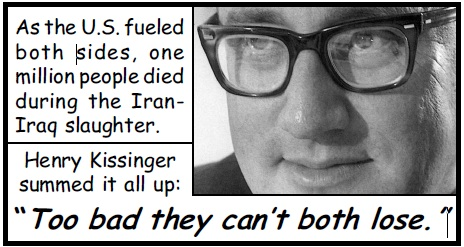 As the U.S. fueled
both sides, one
million people died
during the Iran-
Iraq slaughter.
Henry Kissinger
summed it all up:
“Too bad they can’t both lose.”